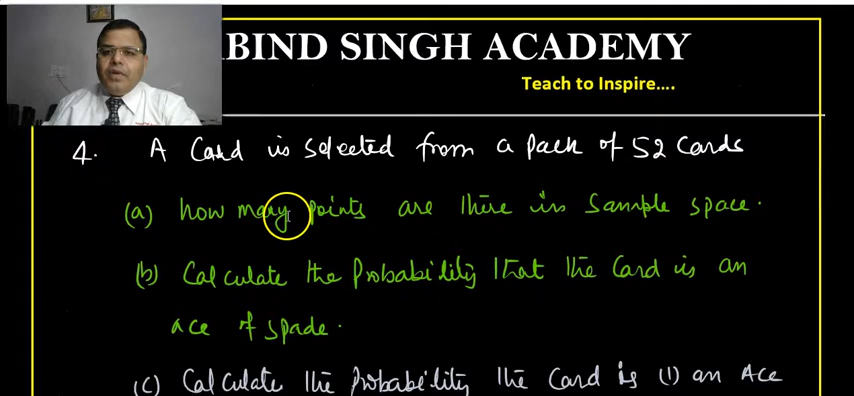 BIND SINGH ACADEMY
Teach to Inspire....
4. A Card is selected from a pack of 52 Cards
(a) how many points are there in Sample space.
(b) Calculate the Probability that the Card is an
ace of spade.
(c) Calculate the Probability the Card is (1) an Ace